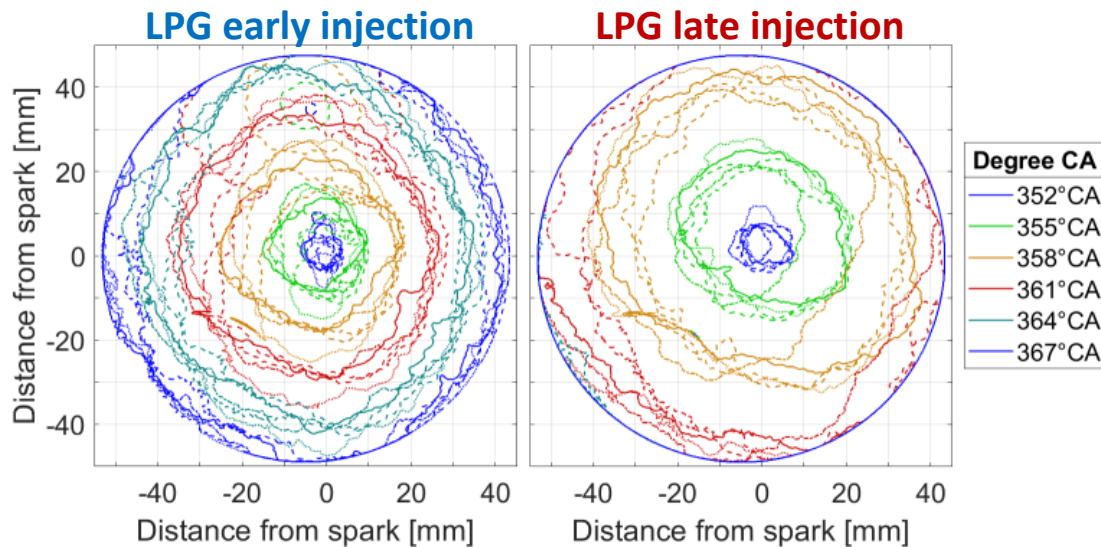 LPG early injection
LPG late injection
Distance from spark [mm]
40
20
0
-20
-40
-40 -20 0 20 40
Distance from spark [mm]
-40 -20 0 20 40
Distance from spark [mm]
Degree CA
352°CA
355°CA
358°CA
361°CA
364°CA
367°CA